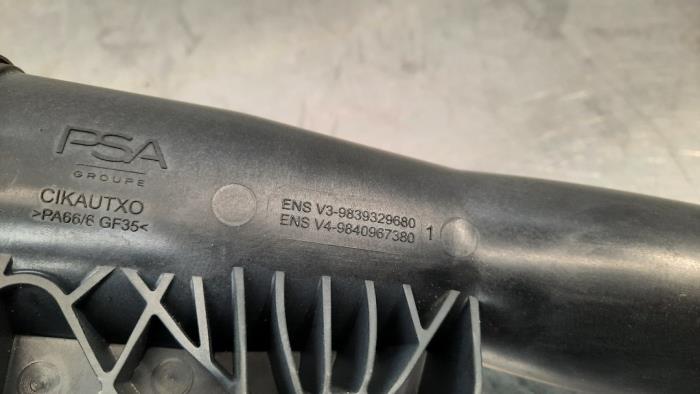 PSA
GROUPE
CIKAUTXO
>PA66/6 GF35<
ENS V3-9839329680
ENS V4-9840967380
1